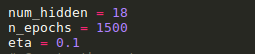 num_hidden = 18
n_epochs = 1500
eta = 0.1